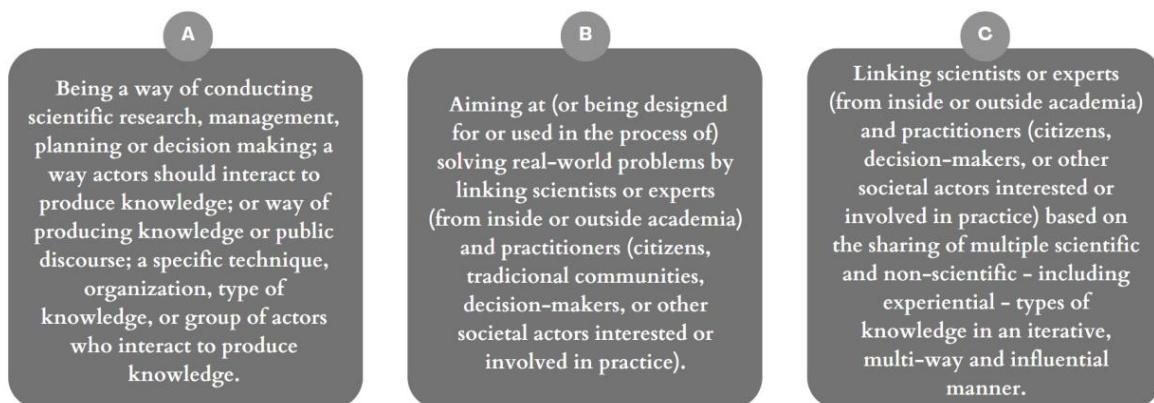 A
Being a way of conducting
scientific research, management,
planning or decision making; a
way actors should interact to
produce knowledge; or way of
producing knowledge or public
discourse; a specific technique,
organization, type of
knowledge, or group of actors
who interact to produce
knowledge.
B
Aiming at (or being designed
for or used in the process of)
solving real-world problems by
linking scientists or experts
(from inside or outside academia)
and practitioners (citizens,
tradicional communities,
decision-makers, or other
societal actors interested or
involved in practice).
C
Linking scientists or experts
(from inside or outside academia)
and practitioners (citizens,
decision-makers, or other
societal actors interested or
involved in practice) based on
the sharing of multiple scientific
and non-scientific - including
experiential - types of
knowledge in an iterative,
multi-way and influential
manner.